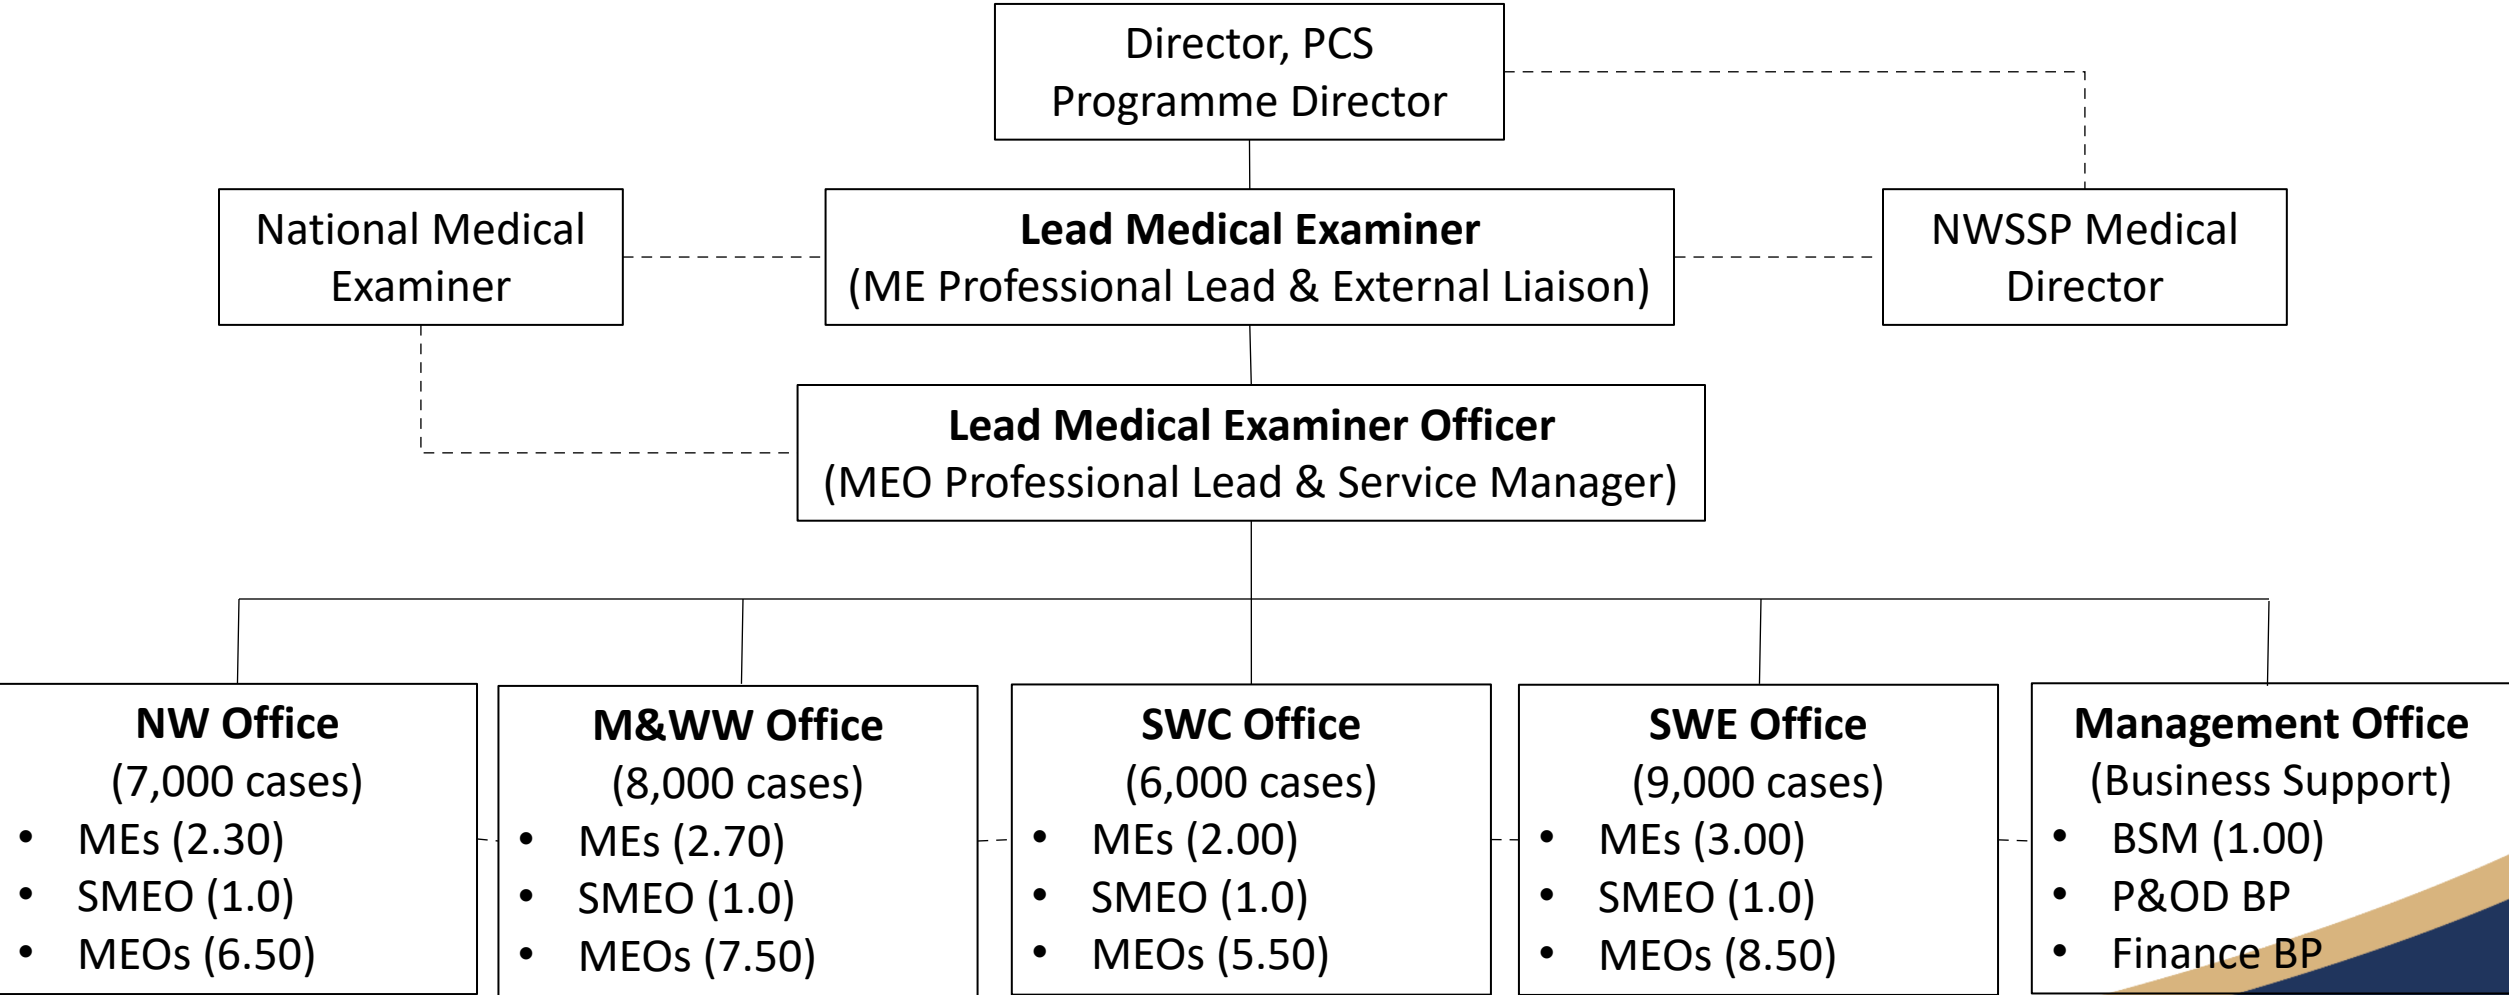 Director, PCS
Programme Director
National Medical
Examiner
Lead Medical Examiner
(ME Professional Lead & External Liaison)
NWSSP Medical
Director
Lead Medical Examiner Officer
(MEO Professional Lead & Service Manager)
NW Office
(7,000 cases)
• MEs (2.30)
• SMEO (1.0)
• MEOs (6.50)
M&WW Office
(8,000 cases)
• MEs (2.70)
• SMEO (1.0)
• MEOs (7.50)
SWC Office
(6,000 cases)
• MEs (2.00)
• SMEO (1.0)
• MEOs (5.50)
SWE Office
(9,000 cases)
• MEs (3.00)
• SMEO (1.0)
• MEOs (8.50)
Management Office
(Business Support)
• BSM (1.00)
• P&OD BP
• Finance BP